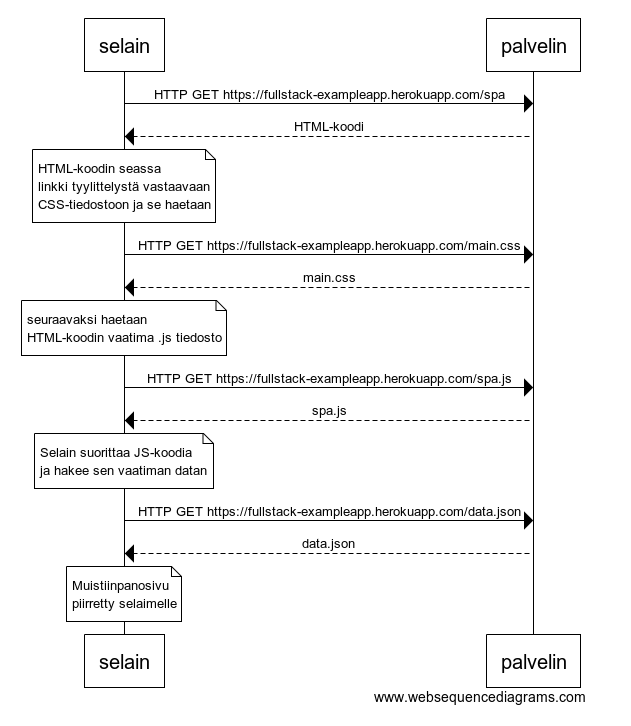 selain
palvelin
HTTP GET https://fullstack-exampleapp.herokuapp.com/spa
HTML-koodi
HTML-koodin seassa
linkki tyylittelystä vastaavaan
CSS-tiedostoon ja se haetaan
HTTP GET https://fullstack-exampleapp.herokuapp.com/main.css
main.css
seuraavaksi haetaan
HTML-koodin vaatima .js tiedosto
HTTP GET https://fullstack-exampleapp.herokuapp.com/spa.js
spa.js
Selain suorittaa JS-koodia
ja hakee sen vaatiman datan
HTTP GET https://fullstack-exampleapp.herokuapp.com/data.json
data.json
Muistiinpanosivu
piirretty selaimelle
selain
palvelin
www.websequencediagrams.com